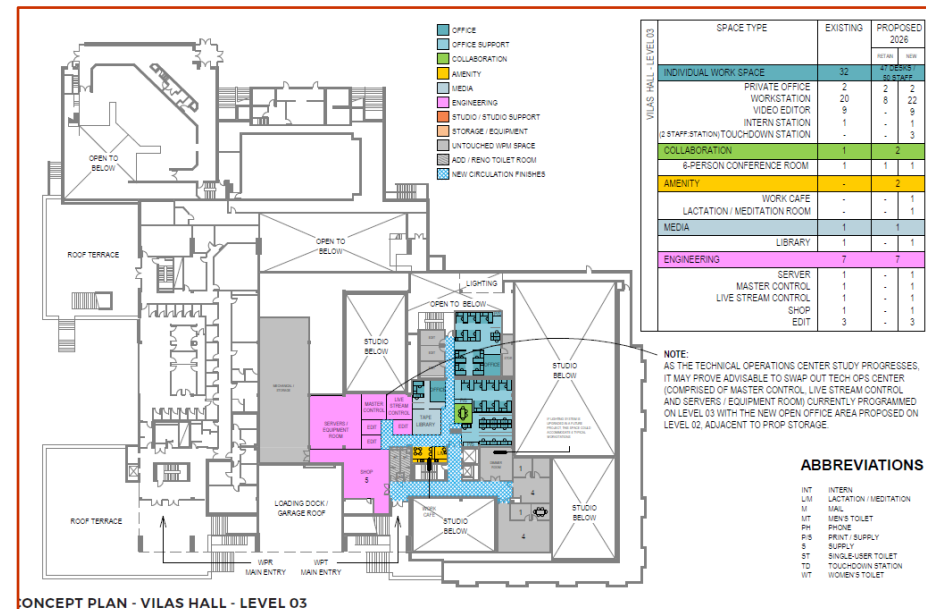 OFFICE
OFFICE SUPPORT
COLLABORATION
AMENITY
MEDIA
ENGINEERING
STUDIO / STUDIO SUPPORT
STORAGE / EQUIPMENT
UNTOUCHED WPM SPACE
ADD / RENO TOILET ROOM
NEW CIRCULATION FINISHES
VILAS HALL - LEVEL 03
SPACE TYPE EXISTING PROPOSED
2026
RETAIN NEW
INDIVIDUAL WORK SPACE 32 47 DESKS /
50 STAFF
PRIVATE OFFICE 2 2 2
WORKSTATION 20 8 22
VIDEO EDITOR 9 - 9
INTERN STATION 1 - 1
(2 STAFF:STATION) TOUCHDOWN STATION - - 3
COLLABORATION 1 2
6-PERSON CONFERENCE ROOM 1 1 1
AMENITY - 2
WORK CAFE - - 1
LACTATION / MEDITATION ROOM - - 1
MEDIA 1 1
LIBRARY 1 - 1
ENGINEERING 7 7
SERVER 1 - 1
MASTER CONTROL 1 - 1
LIVE STREAM CONTROL 1 - 1
SHOP 1 - 1
EDIT 3 - 3
NOTE:
AS THE TECHNICAL OPERATIONS CENTER STUDY PROGRESSES,
IT MAY PROVE ADVISABLE TO SWAP OUT TECH OPS CENTER
(COMPRISED OF MASTER CONTROL, LIVE STREAM CONTROL
AND SERVERS / EQUIPMENT ROOM) CURRENTLY PROGRAMMED
ON LEVEL 03 WITH THE NEW OPEN OFFICE AREA PROPOSED ON
LEVEL 02, ADJACENT TO PROP STORAGE.
ABBREVIATIONS
INT INTERN
L/M LACTATION / MEDITATION
M MAIL
MT MEN'S TOILET
PH PHONE
P/S PRINT / SUPPLY
S SUPPLY
ST SINGLE-USER TOILET
TD TOUCHDOWN STATION
WT WOMEN'S TOILET
OPEN TO
BELOW
ROOF TERRACE
OPEN TO
BELOW
LIGHTING
OPEN TO BELOW
STUDIO
BELOW
OFFICE
STUDIO
BELOW
OFFICE
MASTER
CONTROL
LIVE
STREAM
CONTROL
TAPE
LIBRARY
SERVERS /
EQUIPMENT
ROOM
EDIT
EDIT
EDIT
SHOP
5
1
4
1
4
LOADING DOCK /
GARAGE ROOF
WORK
CAFE
STUDIO
BELOW
STUDIO
BELOW
ROOF TERRACE
WPR
MAIN ENTRY
WPT
MAIN ENTRY
CONCEPT PLAN - VILAS HALL - LEVEL 03